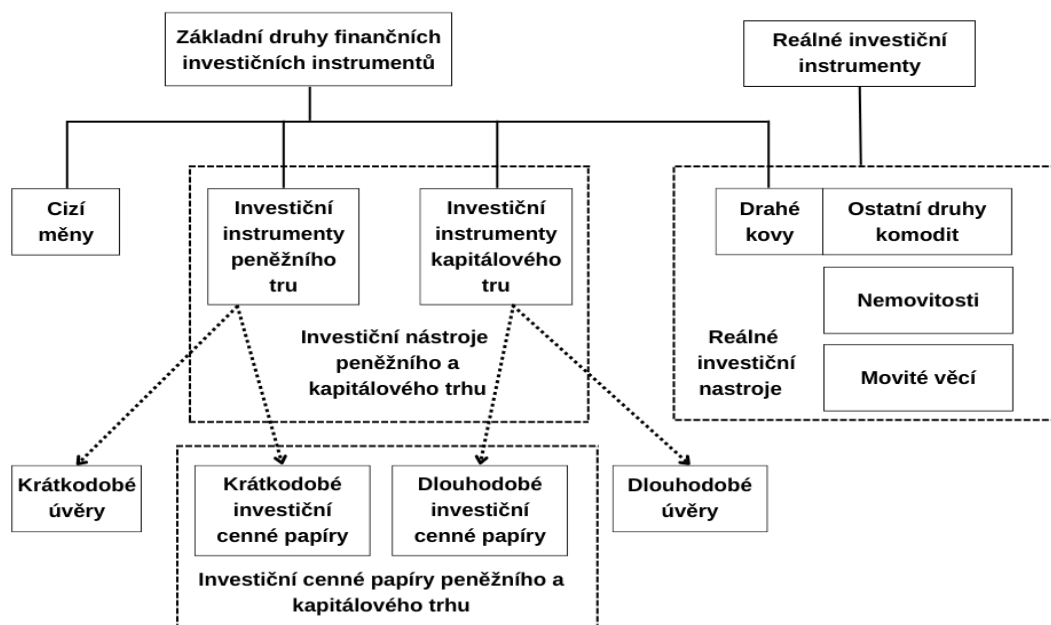 Základní druhy finančních
investičních instrumentů
Reálné investiční
instrumenty
Cizí
měny
Investiční
instrumenty
peněžního
tru
Investiční
instrumenty
kapitálového
tru
Drahé
kovy
Ostatní druhy
komodit
Nemovitosti
Movité věcí
Investiční nástroje
peněžního a
kapitálového trhu
Reálné
investiční
nastroje
Krátkodobé
úvěry
Krátkodobé
investiční
cenné papíry
Dlouhodobé
investiční
cenné papíry
Dlouhodobé
úvěry
Investiční cenné papíry peněžního a
kapitálového trhu